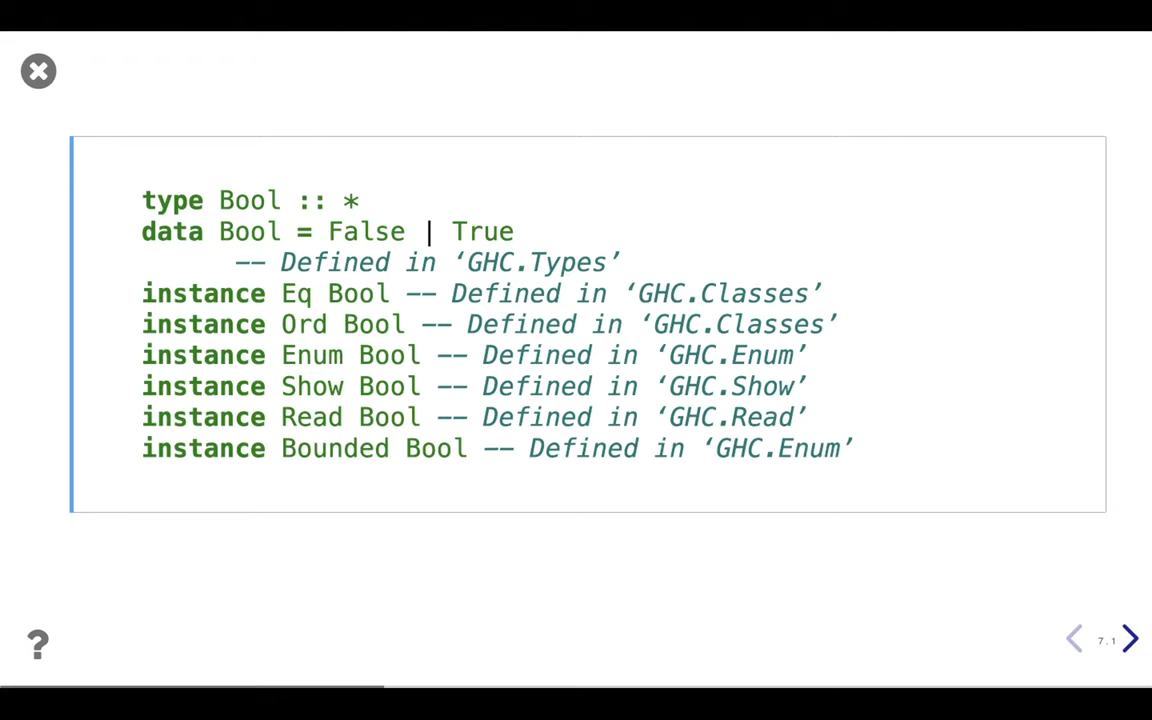 type Bool :: *
data Bool = False | True
      -- Defined in ‘GHC.Types’
instance Eq Bool -- Defined in ‘GHC.Classes’
instance Ord Bool -- Defined in ‘GHC.Classes’
instance Enum Bool -- Defined in ‘GHC.Enum’
instance Show Bool -- Defined in ‘GHC.Show’
instance Read Bool -- Defined in ‘GHC.Read’
instance Bounded Bool -- Defined in ‘GHC.Enum’
?
7.1